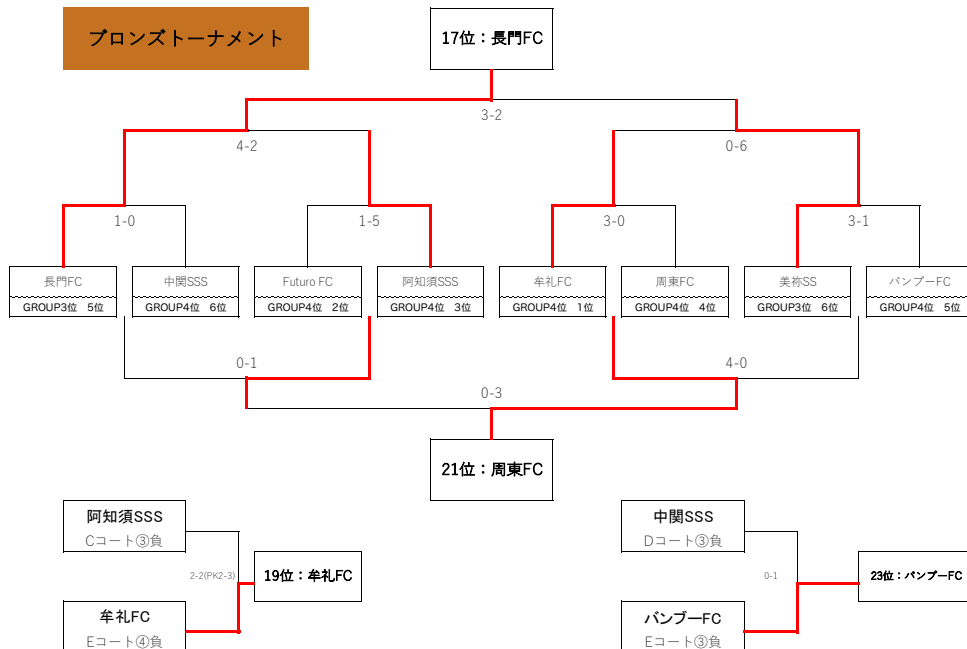 ブロンズトーナメント
17位：長門FC
3-2
4-2
0-6
1-0
1-5
3-0
3-1
長門FC
中関SSS
Futuro FC
阿知須SSS
牟礼FC
周東FC
美祢SS
バンブーFC
GROUP3位 5位
GROUP4位 6位
GROUP4位 2位
GROUP4位 3位
GROUP4位 1位
GROUP4位 4位
GROUP3位 6位
GROUP4位 5位
0-1
4-0
0-3
21位：周東FC
阿知須SSS
Cコート③負
2-2(PK2-3)
19位：牟礼FC
牟礼FC
Eコート④負
中関SSS
Dコート③負
0-1
23位：バンブーFC
バンブーFC
Eコート③負